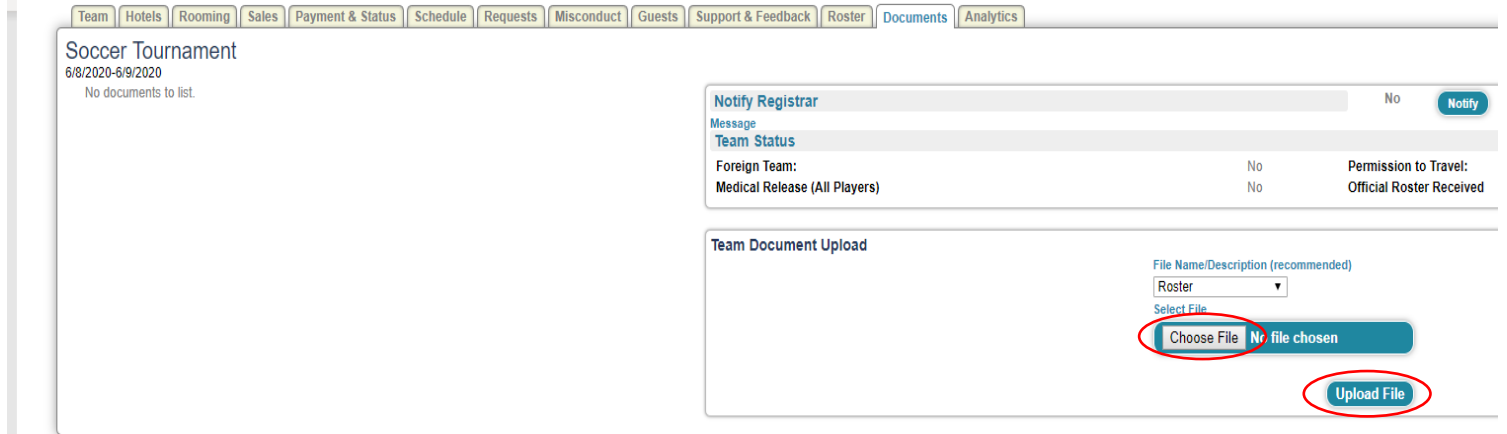 Team Hotels Rooming Sales Payment & Status Schedule Requests Misconduct Guests Support & Feedback Roster Documents Analytics
Soccer Tournament
6/8/2020-6/9/2020
No documents to list.
Notify Registrar No Notify
Message
Team Status
Foreign Team: No Permission to Travel:
Medical Release (All Players) No Official Roster Received
Team Document Upload
File Name/Description (recommended)
Roster
Select File
Choose File No file chosen
Upload File